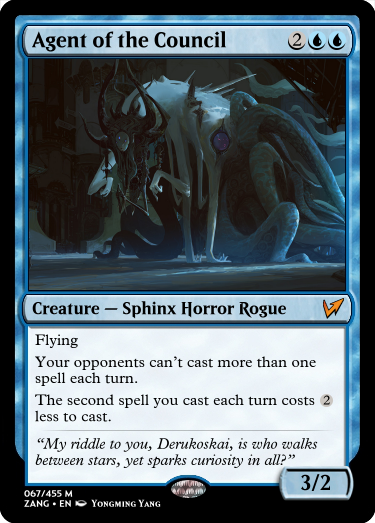 Agent of the Council 2
Creature — Sphinx Horror Rogue
Flying
Your opponents can’t cast more than one
spell each turn.
The second spell you cast each turn costs 2
less to cast.
“My riddle to you, Derukoskai, is who walks
between stars, yet sparks curiosity in all?”
3/2
067/455 M
ZANG • EN Yongming Yang